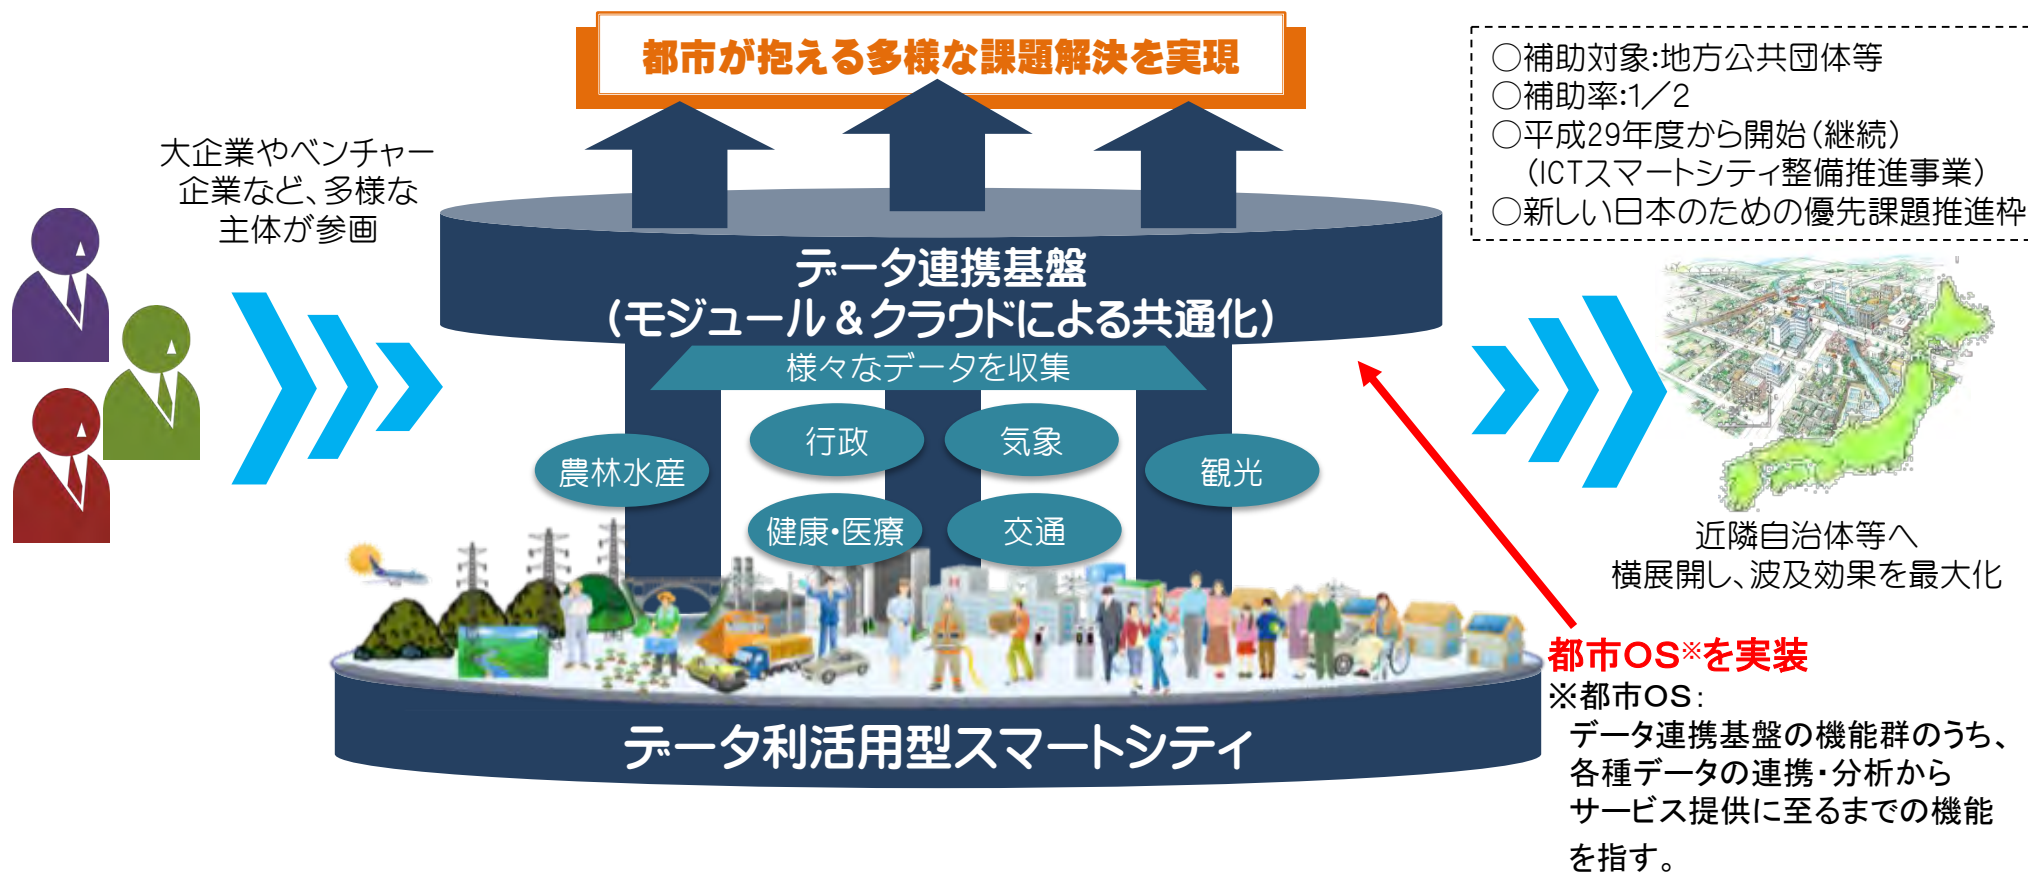 都市が抱える多様な課題解決を実現
○補助対象:地方公共団体等
○補助率:1／2
○平成29年度から開始(継続)
(ICTスマートシティ整備推進事業)
○新しい日本のための優先課題推進枠
大企業やベンチャー
企業など、多様な
主体が参画
データ連携基盤
(モジュール＆クラウドによる共通化)
様々なデータを収集
行政
気象
農林水産
観光
健康・医療
交通
近隣自治体等へ
横展開し、波及効果を最大化
データ利活用型スマートシティ
都市OS※を実装
※都市OS:
データ連携基盤の機能群のうち、
各種データの連携・分析から
サービス提供に至るまでの機能
を指す。